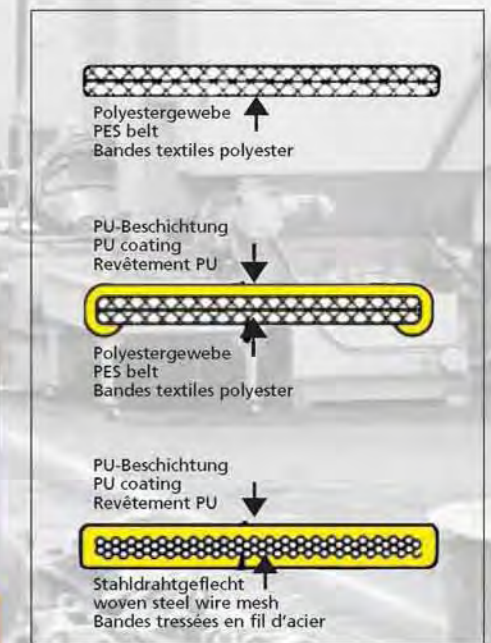 Polyestergewebe
PES belt
Bandes textiles polyester
PU-Beschichtung
PU coating
Revêtement PU
Polyestergewebe
PES belt
Bandes textiles polyester
PU-Beschichtung
PU coating
Revêtement PU
Stahldrahtgeflecht
woven steel wire mesh
Bandes tressées en fil d'acier